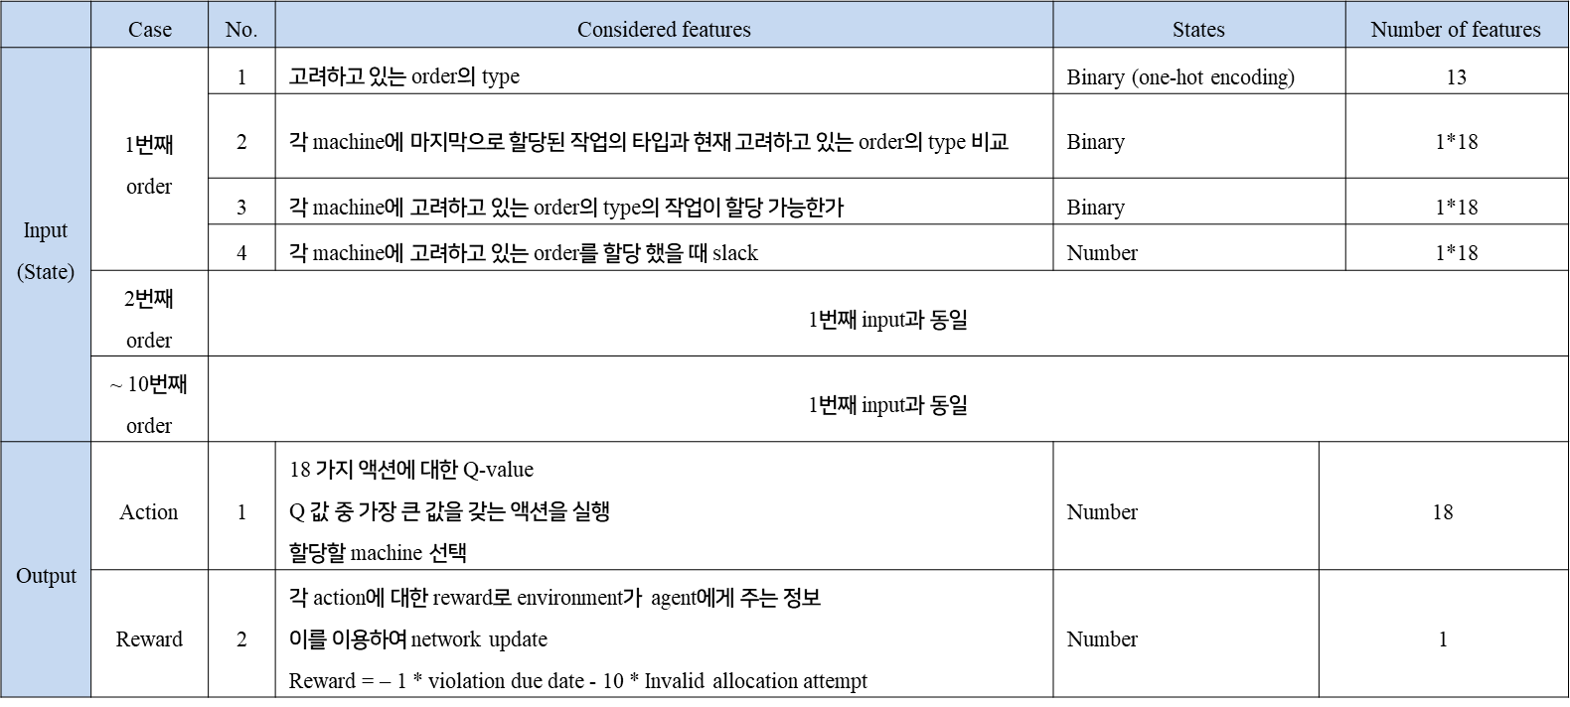 Case No. Considered features States Number of features
Input
(State)
1번째
order
1 고려하고 있는 order의 type Binary (one-hot encoding) 13
2 각 machine에 마지막으로 할당된 작업의 타입과 현재 고려하고 있는 order의 type 비교 Binary 1*18
3 각 machine에 고려하고 있는 order의 type의 작업이 할당 가능한가 Binary 1*18
4 각 machine에 고려하고 있는 order를 할당 했을 때 slack Number 1*18
2번째
order
1번째 input과 동일
~ 10번째
order
1번째 input과 동일
Output
Action 1
18 가지 액션에 대한 Q-value
Q 값 중 가장 큰 값을 갖는 액션을 실행
할당할 machine 선택
Number 18
Reward 2
각 action에 대한 reward로 environment가 agent에게 주는 정보
이를 이용하여 network update
Reward = – 1 * violation due date - 10 * Invalid allocation attempt
Number 1